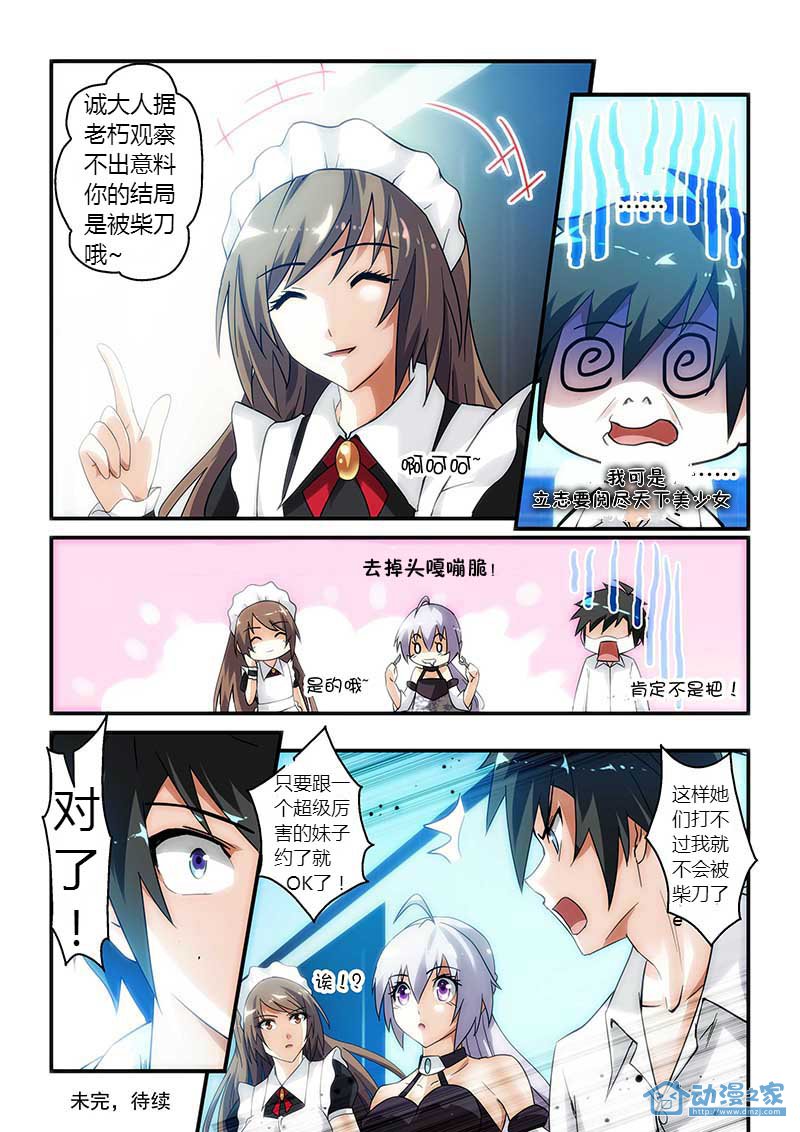 诚大人据
老朽观察
不出意料
你的结局
是被柴刀
哦~
啊呵呵~
……
我可是……
立志要阅尽天下美少女
去掉头嘎嘣脆！
是的哦~
肯定不是把！
对
了
！
只要跟一
个超级厉
害的妹子
约了就
OK了！
诶！？
这样她
们打不
过我就
不会被
柴刀了
e
未完，待续
动漫之家
http://www.dmzj.com